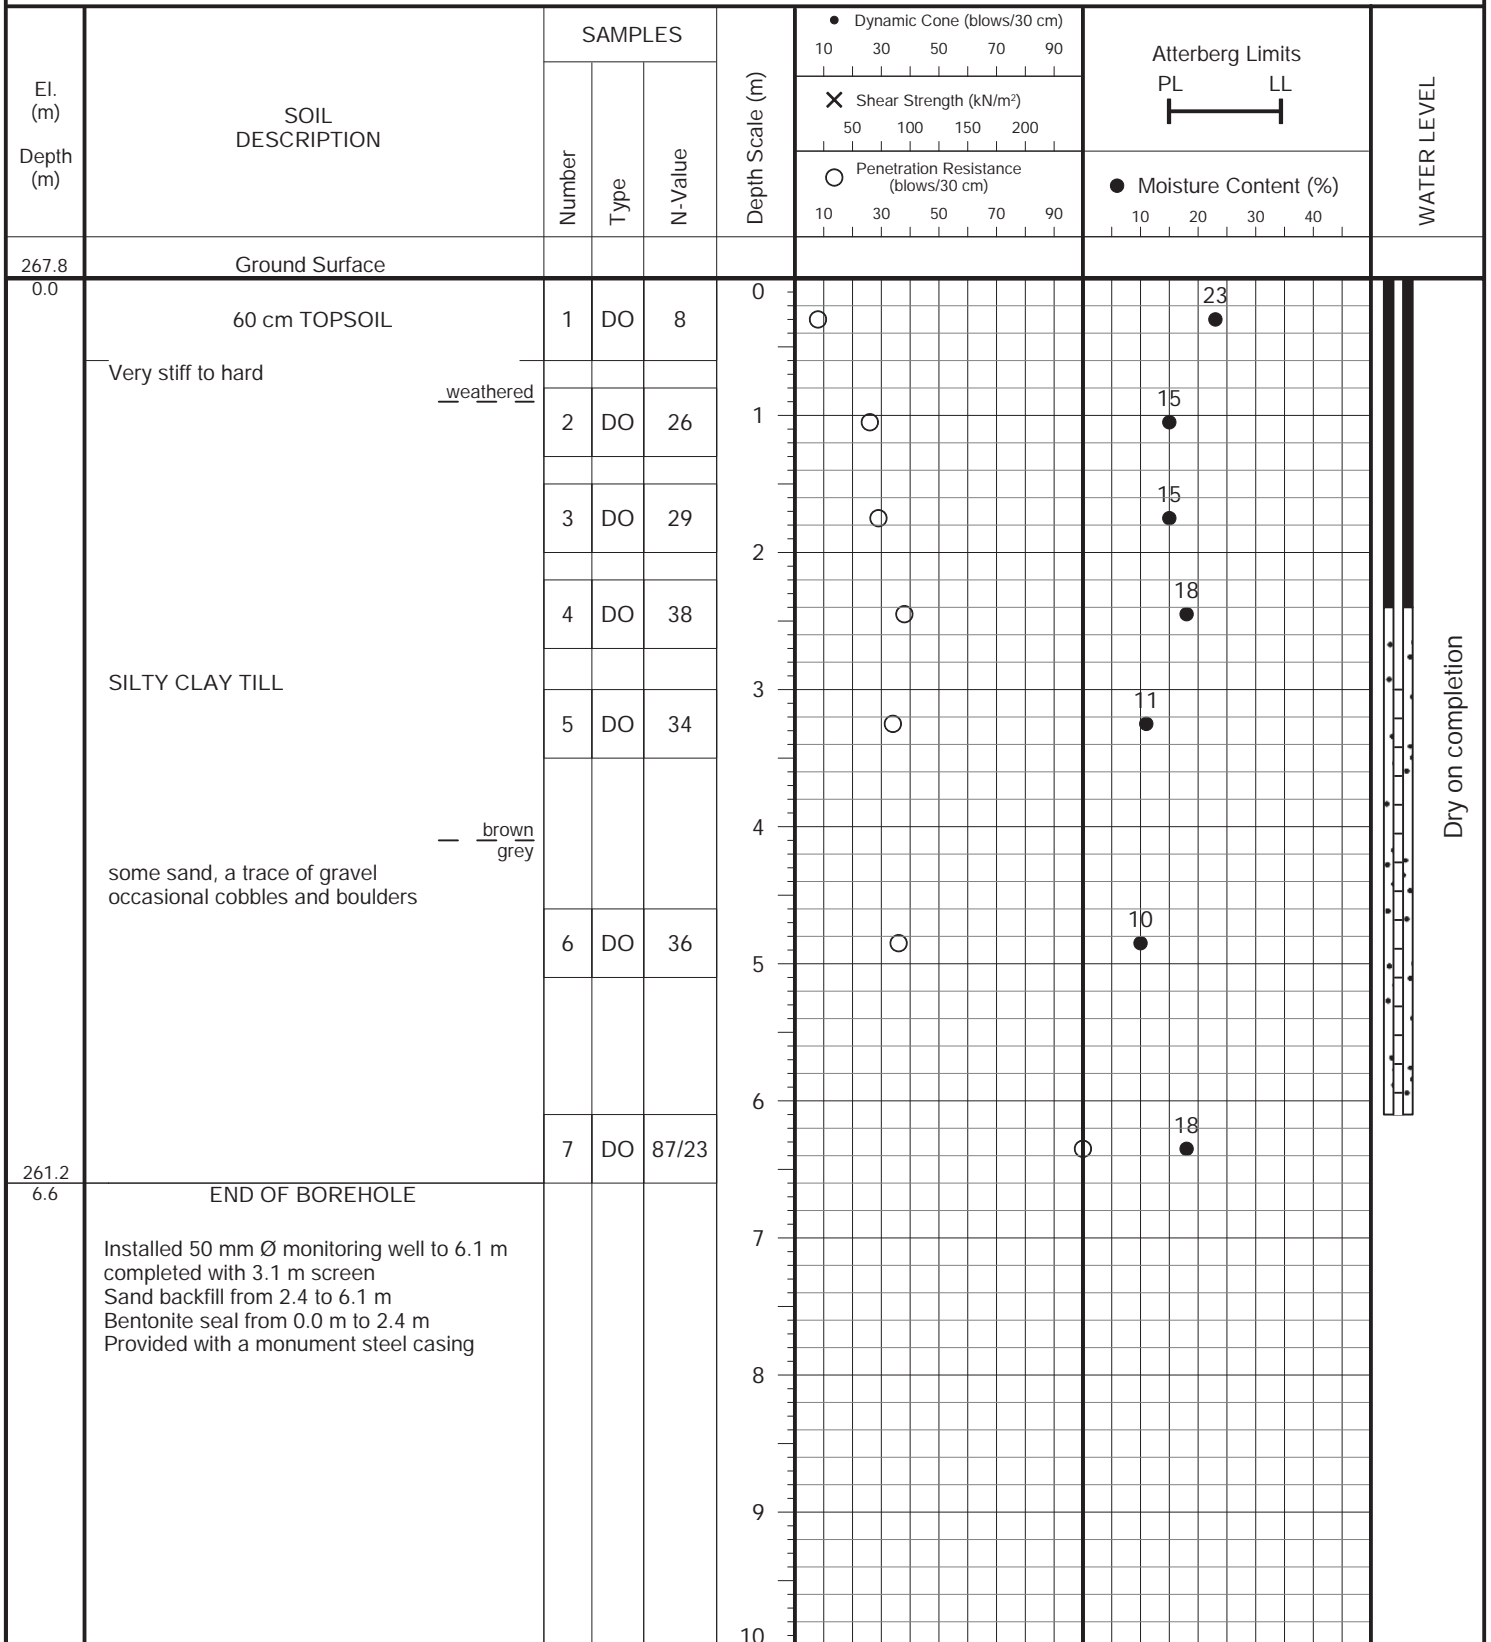 El.
(m)
Depth
(m)
SOIL
DESCRIPTION
SAMPLES
Number
Type
N-Value
Depth Scale (m)
Dynamic Cone (blows/30 cm)
10 30 50 70 90
Shear Strength (kN/m²)
50 100 150 200
Penetration Resistance
(blows/30 cm)
10 30 50 70 90
Atterberg Limits
PL LL
Moisture Content (%)
10 20 30 40
WATER LEVEL
267.8 Ground Surface
0.0
0
60 cm TOPSOIL 1 DO 8
23
Very stiff to hard
weathered
2 DO 26
1
15
3 DO 29
15
2
4 DO 38
18
SILTY CLAY TILL
3
5 DO 34
11
Dry on completion
4
brown
grey
some sand, a trace of gravel
occasional cobbles and boulders
6 DO 36
10
5
6
7 DO 87/23
18
261.2
6.6 END OF BOREHOLE
Installed 50 mm Ø monitoring well to 6.1 m
completed with 3.1 m screen
Sand backfill from 2.4 to 6.1 m
Bentonite seal from 0.0 m to 2.4 m
Provided with a monument steel casing
7
8
9
10